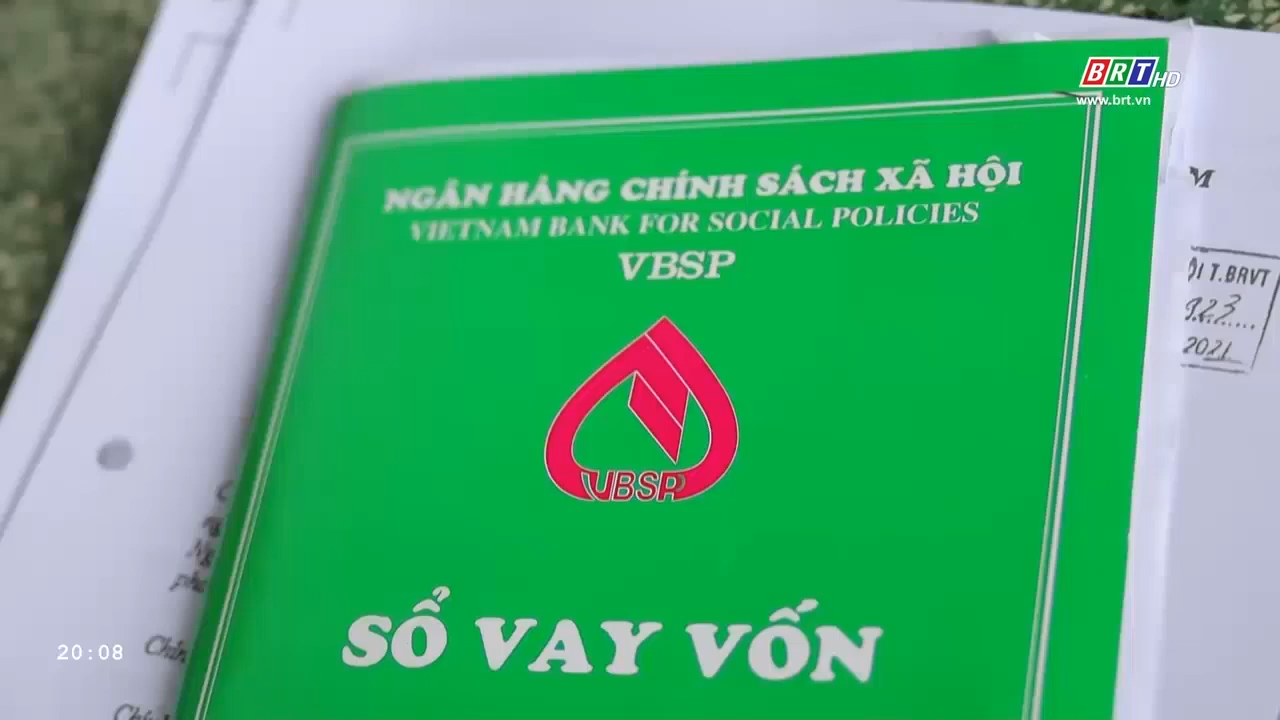 BRT HD
www.brt.vn
NGÂN HÀNG CHÍNH SÁCH XÃ HỘI
VIETNAM BANK FOR SOCIAL POLICIES
VBSP
T.BRVT
2021
VBSP
SỔ VAY VỐN
20:08